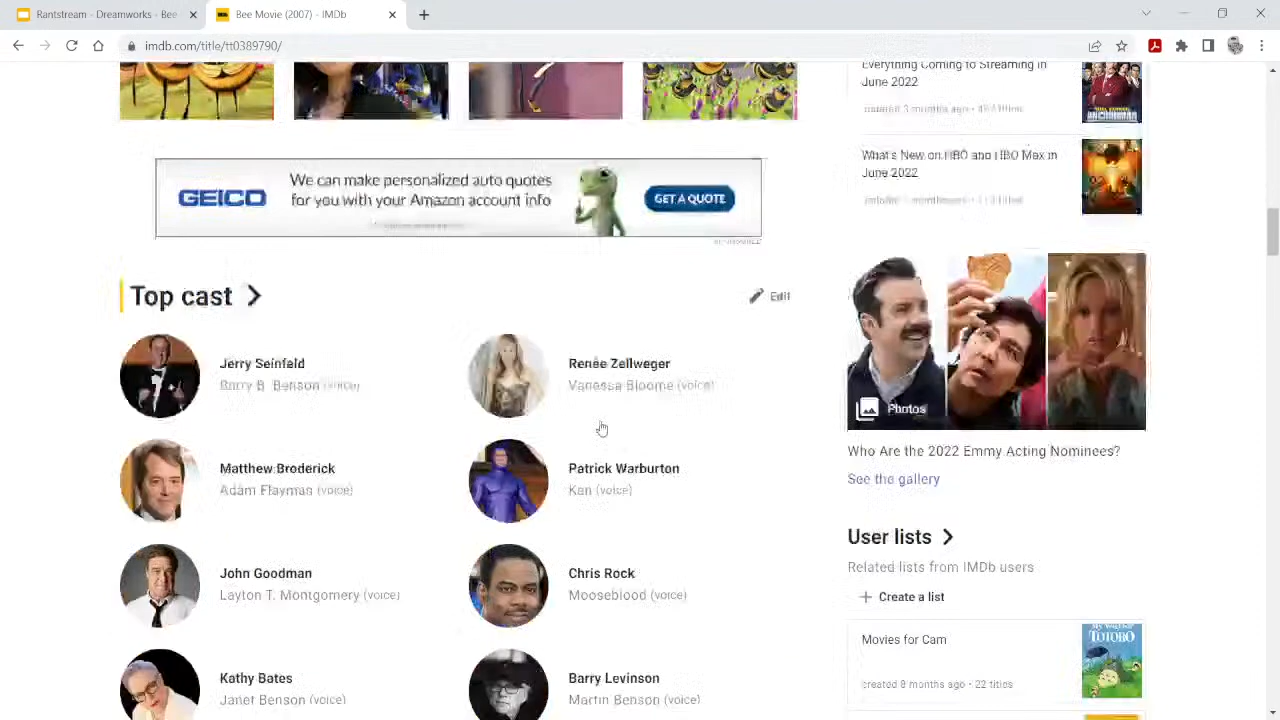 Rantstream - Dreamworks - Bee
Bee Movie (2007) - IMDb
imdb.com/title/tt0389790/
Everything Coming to Streaming in
June 2022
What's New on HBO and HBO Max in
June 2022
GEICO
We can make personalized auto quotes
for you with your Amazon account info
GET A QUOTE
Top cast
Edit
Jerry Seinfeld
Barry B. Benson (voice)
Renée Zellweger
Vanessa Bloome (voice)
Matthew Broderick
Adam Flayman (voice)
Patrick Warburton
Ken (voice)
John Goodman
Layton T. Montgomery (voice)
Chris Rock
Mooseblood (voice)
Kathy Bates
Janet Benson (voice)
Barry Levinson
Martin Benson (voice)
Photos
Who Are the 2022 Emmy Acting Nominees?
See the gallery
User lists
Related lists from IMDb users
Create a list
Movies for Cam
created 8 months ago • 22 titles
TOTORO